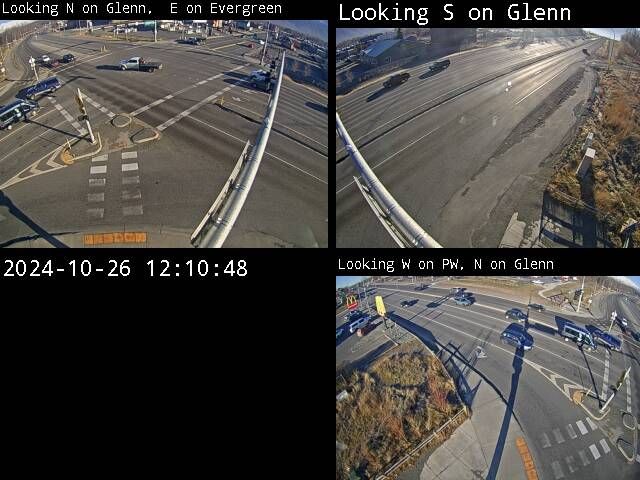 Looking N on Glenn, E on Evergreen
Looking S on Glenn
2024-10-26 12:10:48
Looking W on PW, N on Glenn